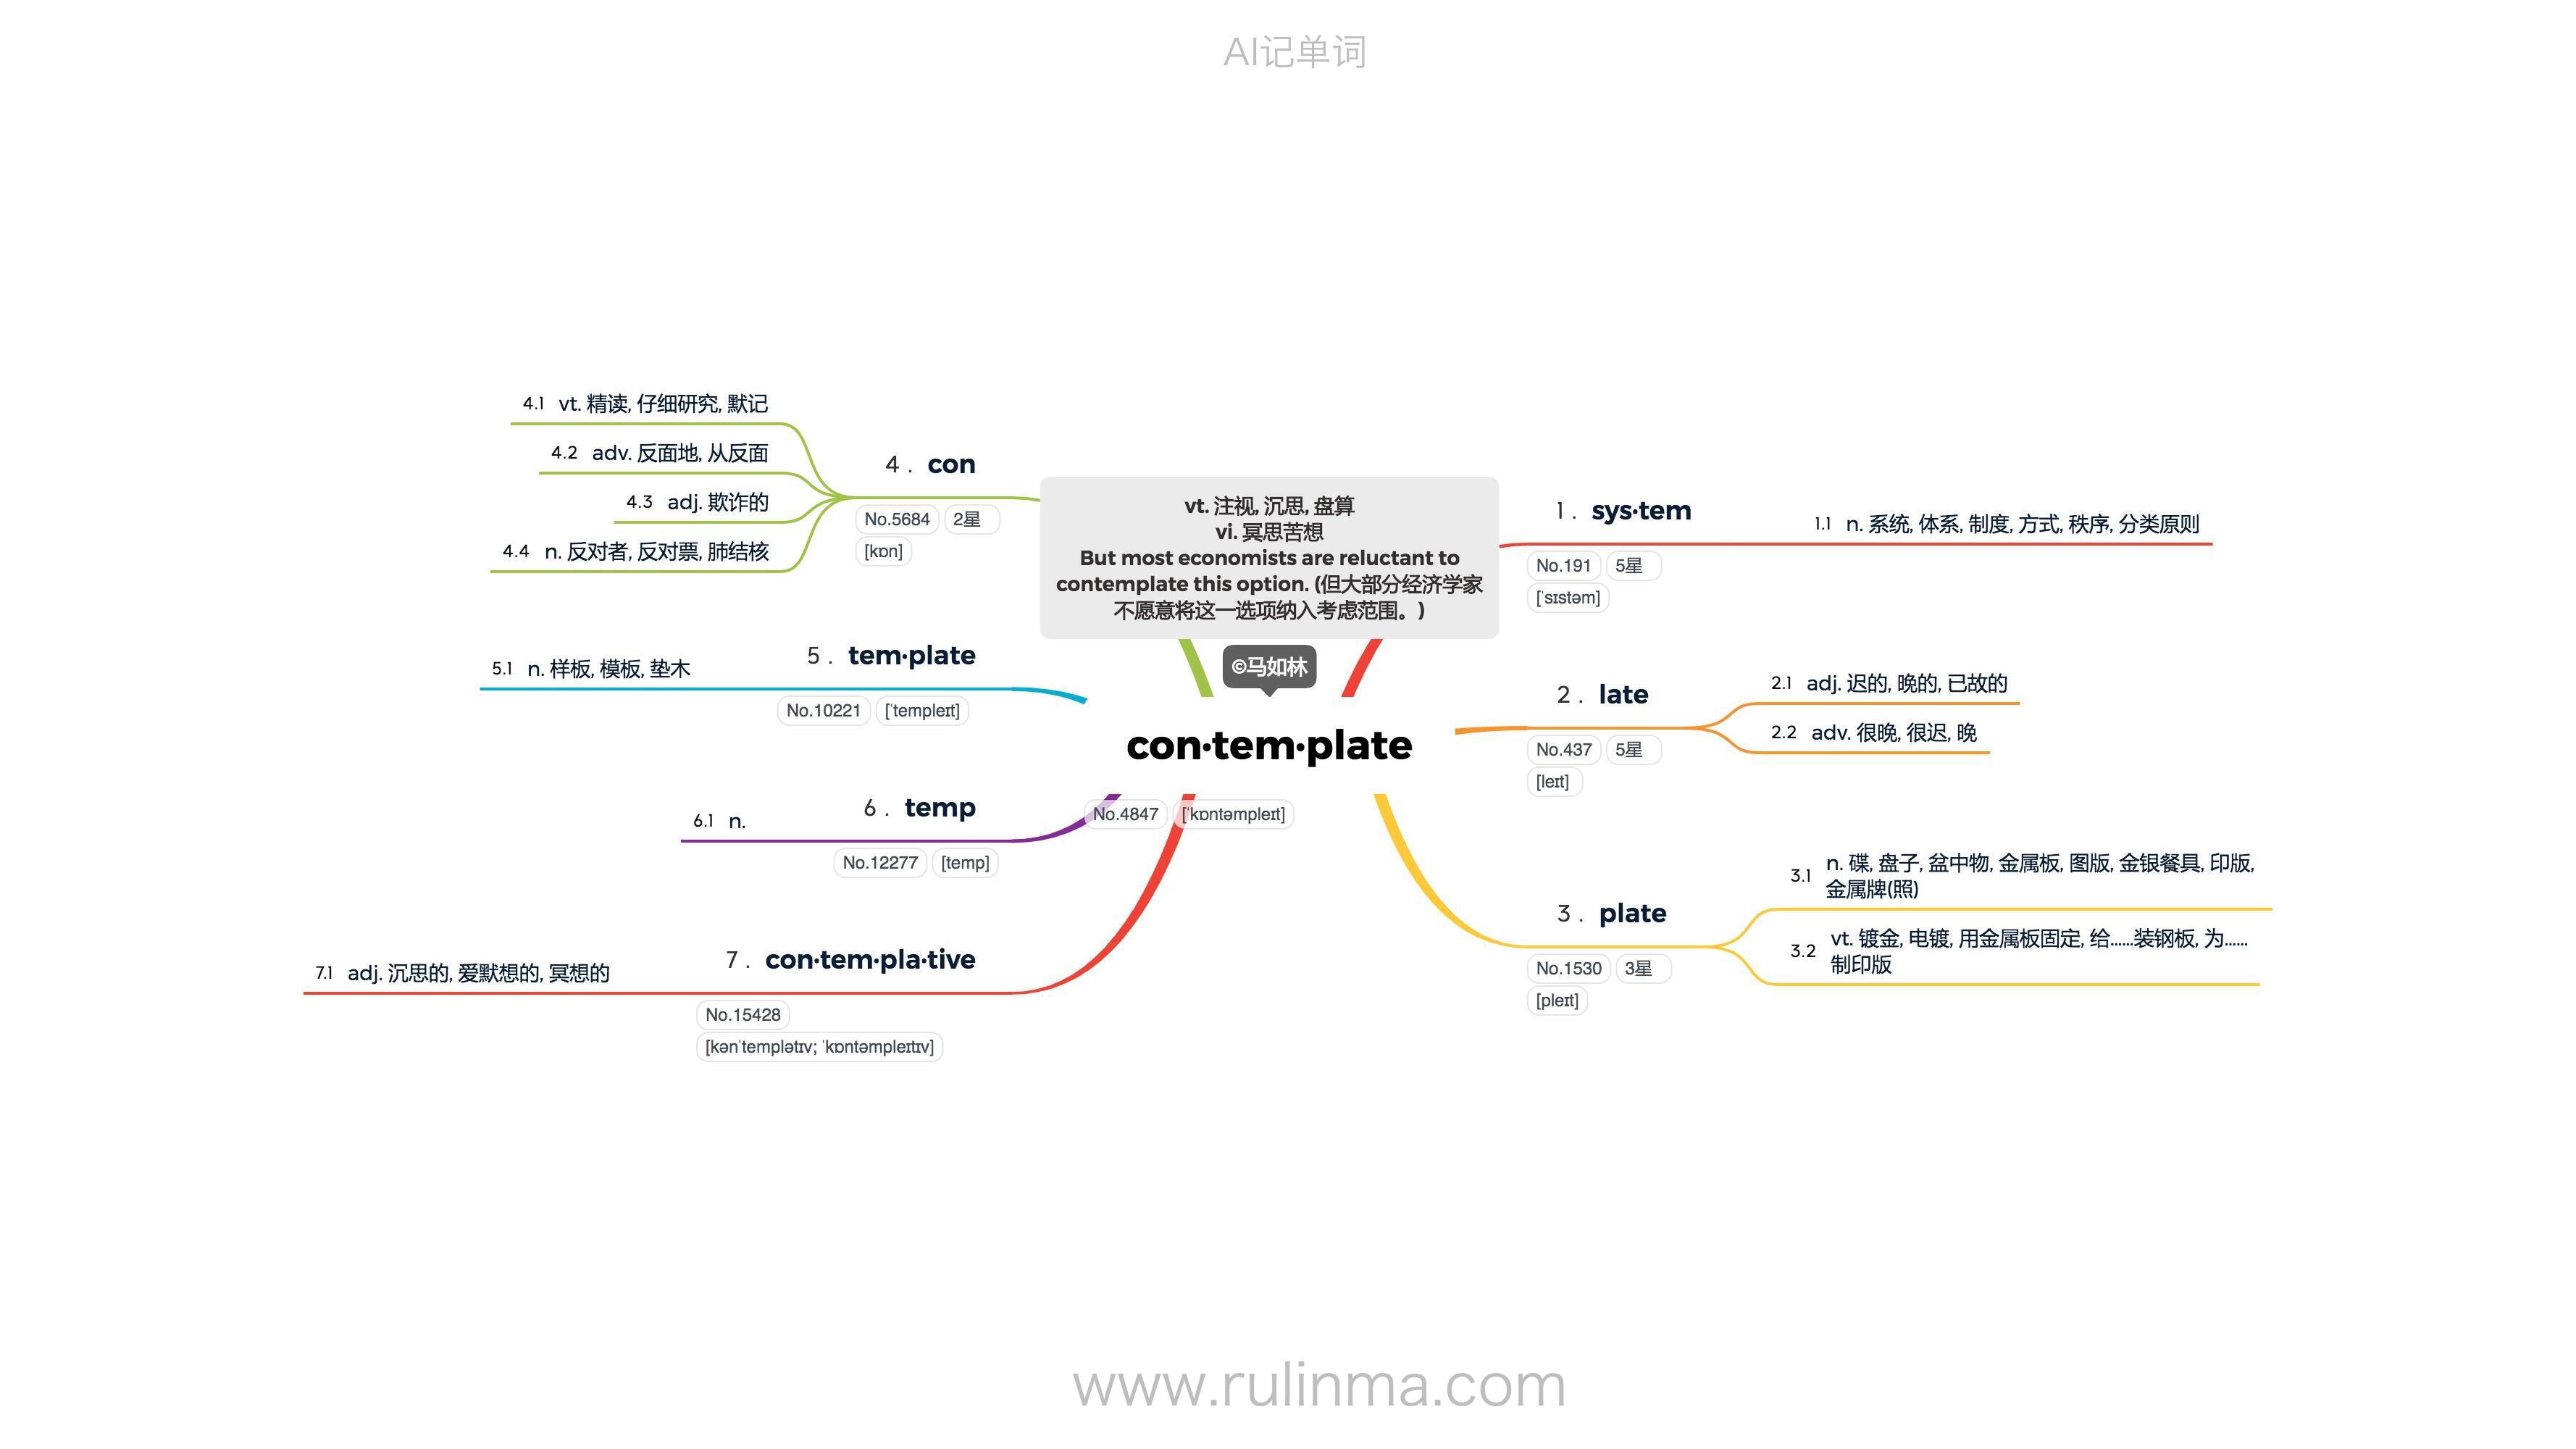 AI记单词
vt. 注视, 沉思, 盘算
vi. 冥思苦想
But most economists are reluctant to
contemplate this option. (但大部分经济学家
不愿意将这一选项纳入考虑范围。)
©马如林
con·tem·plate
No.4847 [ˈkɒntəmpleɪt]
1 . sys·tem
No.191 5星
[ˈsɪstəm]
1.1 n. 系统, 体系, 制度, 方式, 秩序, 分类原则
2 . late
No.437 5星
[leɪt]
2.1 adj. 迟的, 晚的, 已故的
2.2 adv. 很晚, 很迟, 晚
3 . plate
No.1530 3星
[pleɪt]
3.1 n. 碟, 盘子, 盆中物, 金属板, 图版, 金银餐具, 印版,
金属牌(照)
3.2 vt. 镀金, 电镀, 用金属板固定, 给……装钢板, 为……
制印版
4 . con
No.5684 2星
[kɒn]
4.1 vt. 精读, 仔细研究, 默记
4.2 adv. 反面地, 从反面
4.3 adj. 欺诈的
4.4 n. 反对者, 反对票, 肺结核
5 . tem·plate
No.10221 [ˈtempleɪt]
5.1 n. 样板, 模板, 垫木
6 . temp
No.12277 [temp]
6.1 n.
7 . con·tem·pla·tive
No.15428
[kənˈtemplətɪv; ˈkɒntəmpleɪtɪv]
7.1 adj. 沉思的, 爱默想的, 冥想的
www.rulinma.com